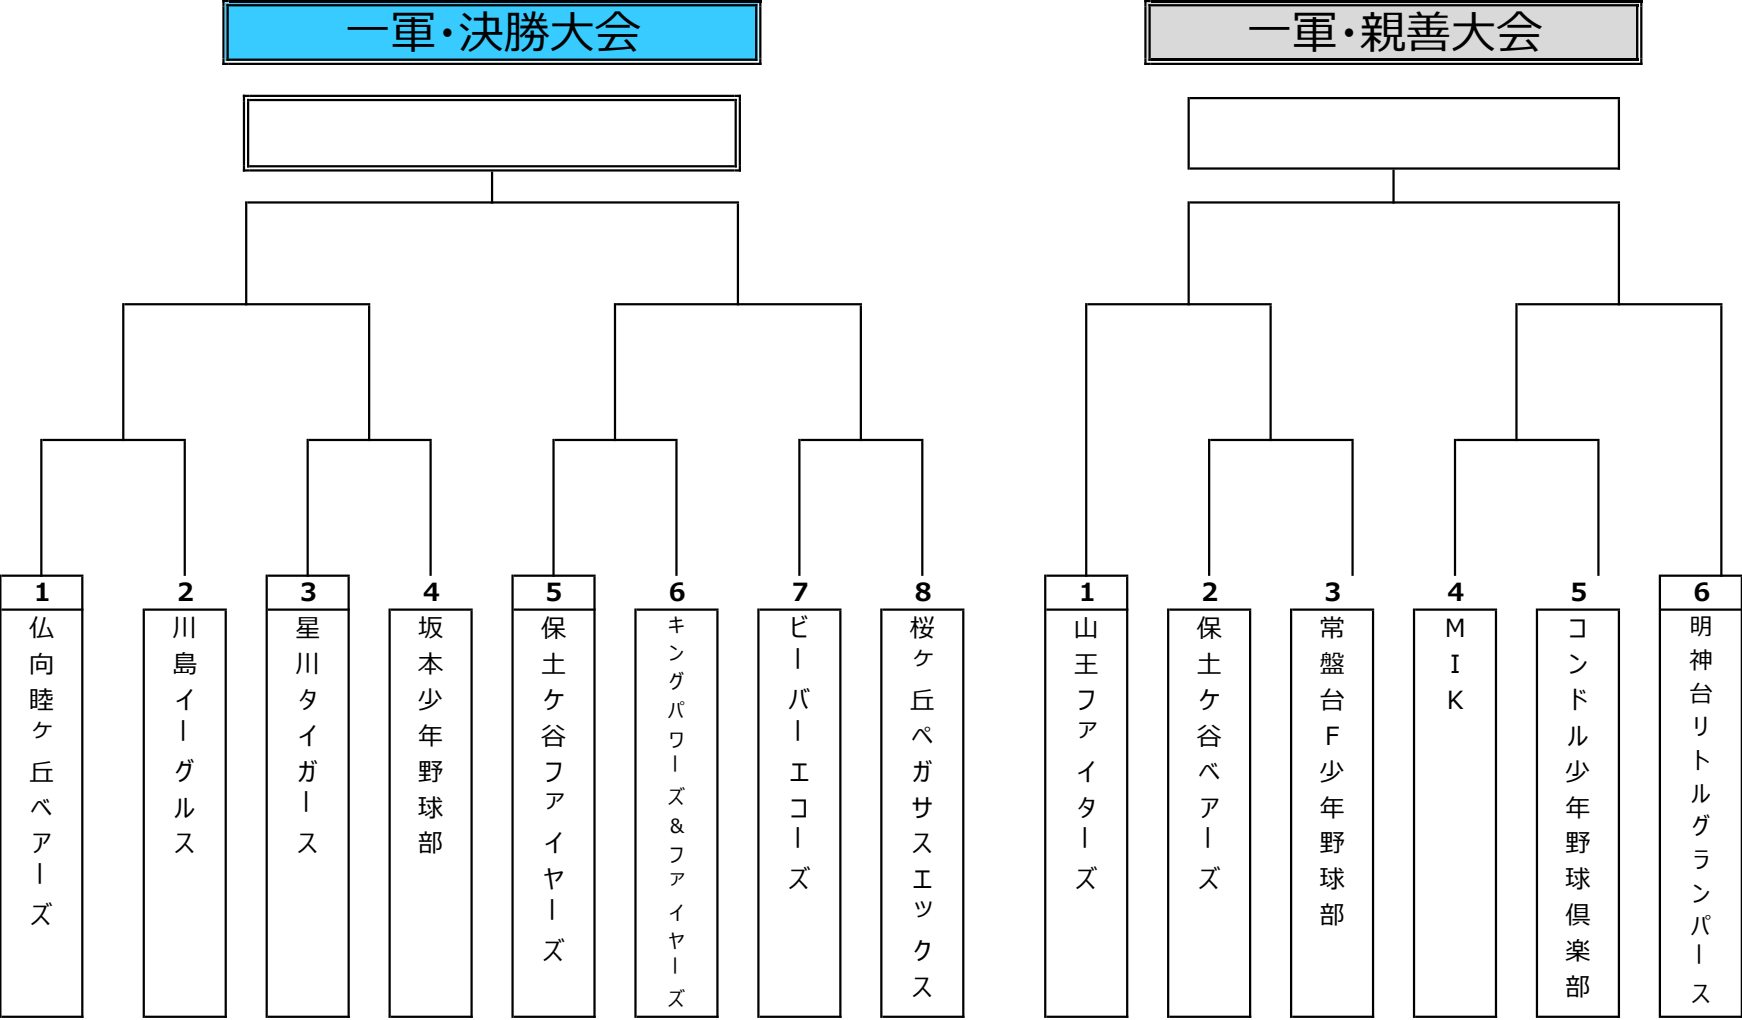 一軍・決勝大会
一軍・親善大会
1
仏向睦ケ丘ベアーズ
2
川島イーグルス
3
星川タイガース
4
坂本少年野球部
5
保土ケ谷ファイヤーズ
6
キングパワーズ&ファイヤーズ
7
ビーバーエコーズ
8
桜ケ丘ペガサスエックス
1
山王ファイターズ
2
保土ケ谷ベアーズ
3
常盤台F少年野球部
4
MIK
5
コンドル少年野球倶楽部
6
明神台リトルグランパース